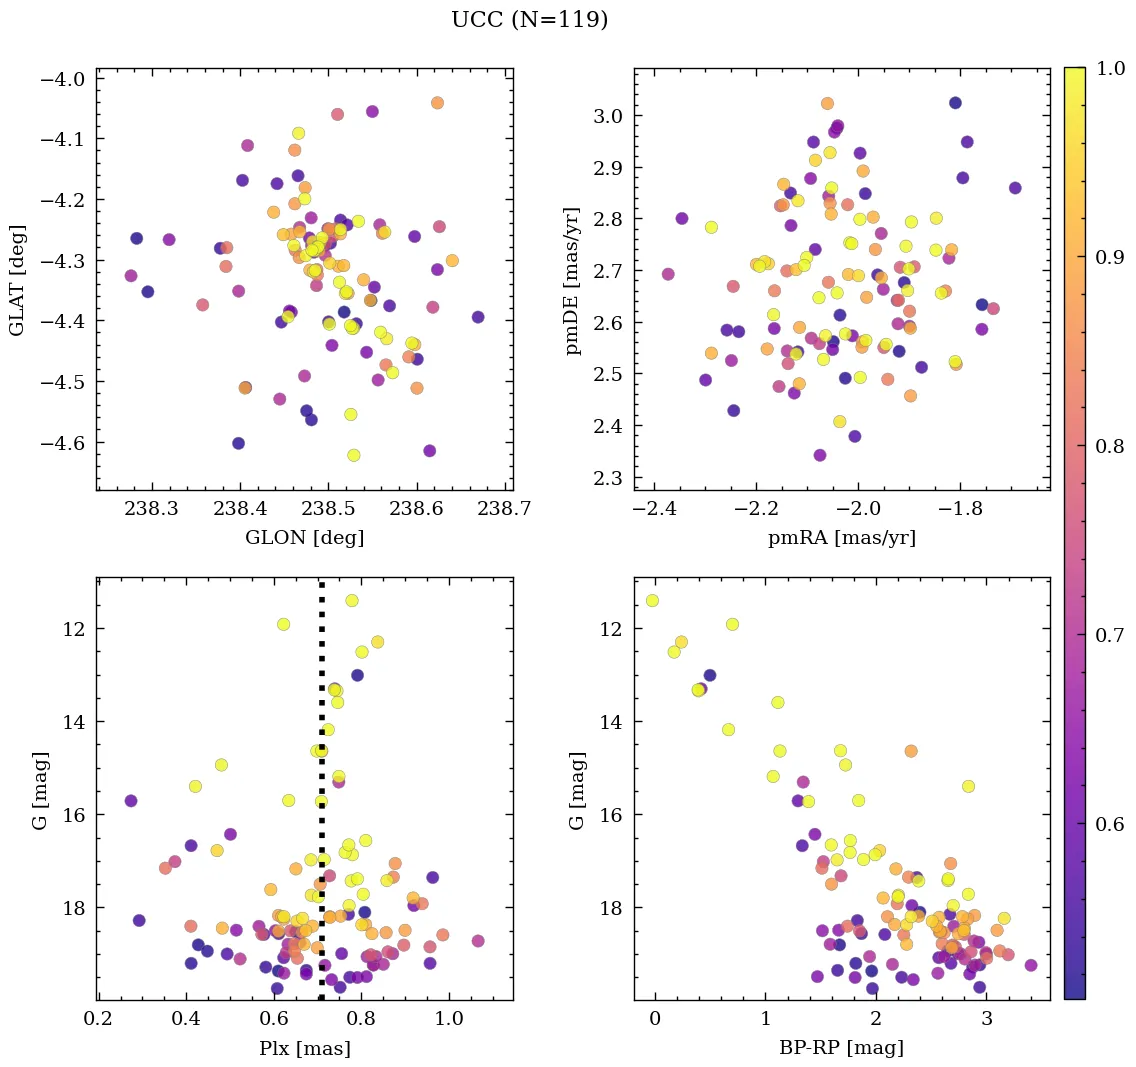 UCC (N=119)
−4.0
−4.1
−4.2
−4.3
−4.4
−4.5
−4.6
GLAT [deg]
238.3 238.4 238.5 238.6 238.7
GLON [deg]
3.0
2.9
2.8
2.7
2.6
2.5
2.4
2.3
pmDE [mas/yr]
−2.4 −2.2 −2.0 −1.8
pmRA [mas/yr]
12
14
16
18
G [mag]
0.2 0.4 0.6 0.8 1.0
Plx [mas]
12
14
16
18
G [mag]
0 1 2 3
BP-RP [mag]
1.0
0.9
0.8
0.7
0.6